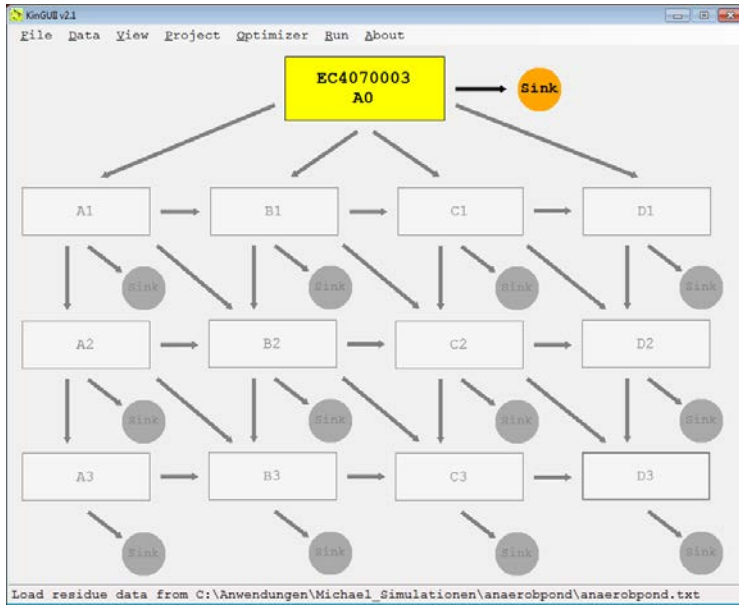 KinGUII v2.1
File Data View Project Optimizer Run About
EC4070003
A0
Sink
A1 B1 C1 D1
Sink Sink Sink Sink
A2 B2 C2 D2
Sink Sink Sink Sink
A3 B3 C3 D3
Sink Sink Sink Sink
Load residue data from C:\Anwendungen\Michael_Simulationen\anaerobpond\anaerobpond.txt